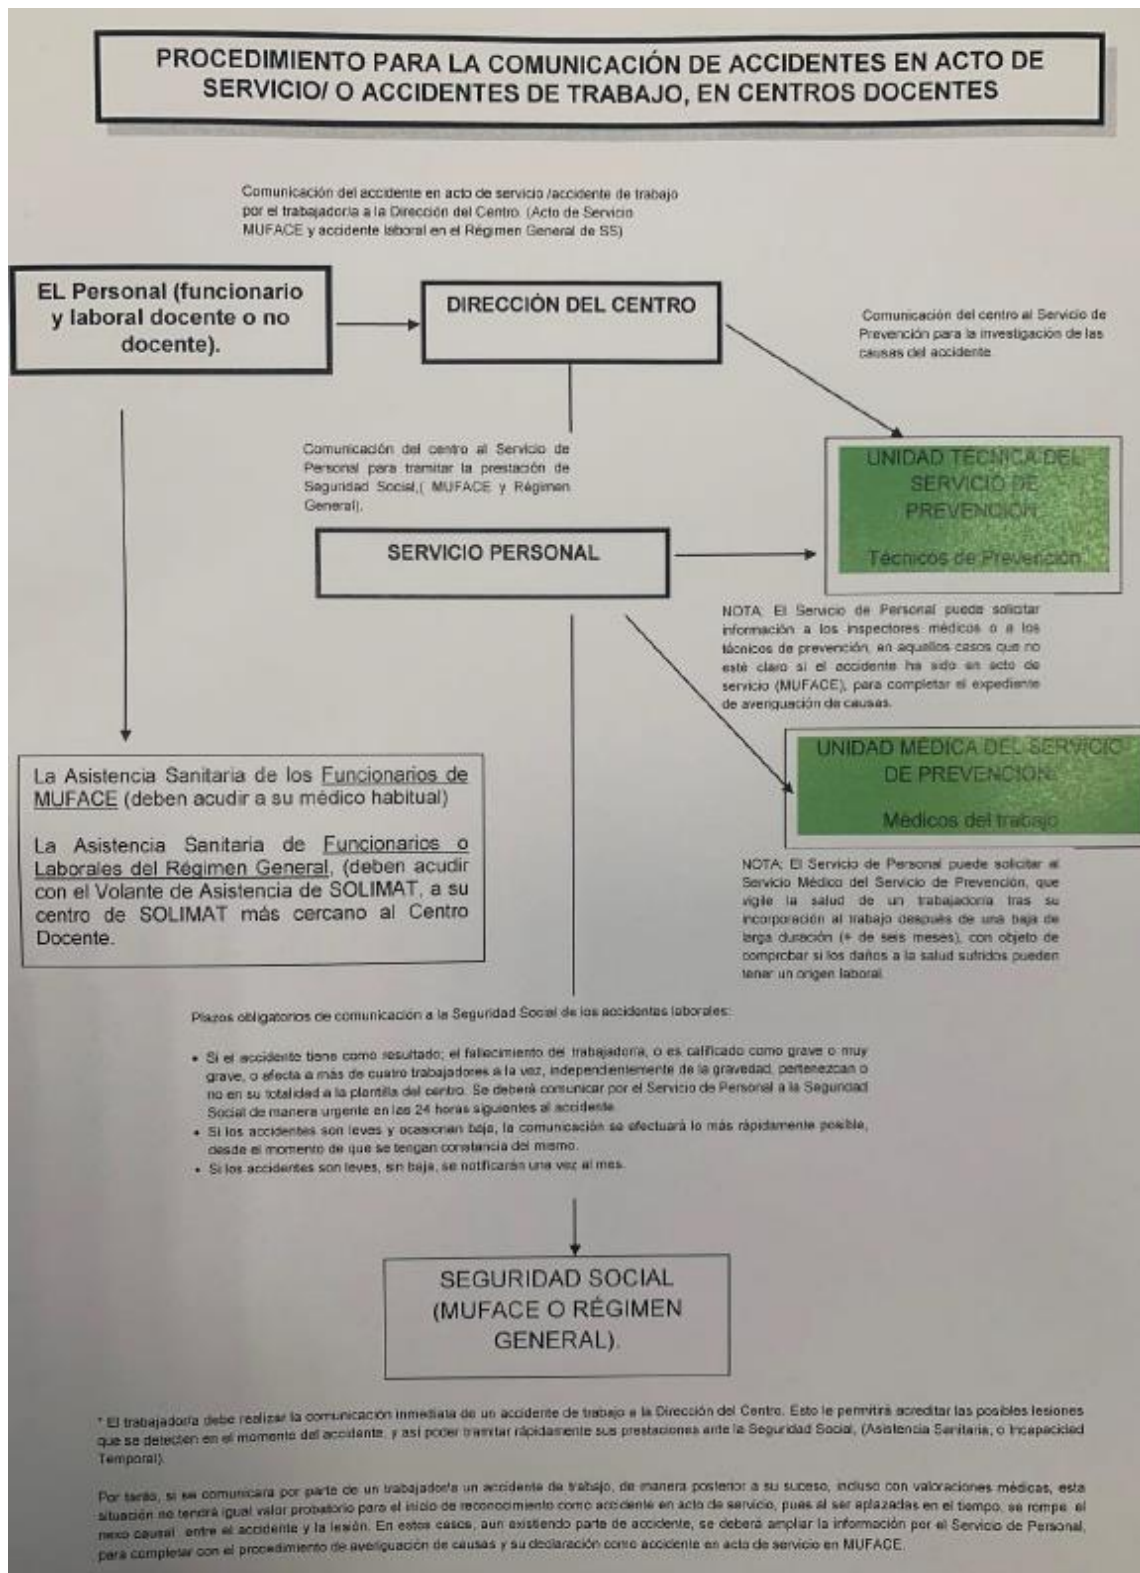 PROCEDIMIENTO PARA LA COMUNICACIÓN DE ACCIDENTES EN ACTO DE
SERVICIO/ O ACCIDENTES DE TRABAJO, EN CENTROS DOCENTES
Comunicación del accidente en acto de servicio /accidente de trabajo
por el trabajador/a a la Dirección del Centro. (Acto de Servicio
MUFACE y accidente laboral en el Régimen General de SS)
EL Personal (funcionario
y laboral docente o no
docente).
DIRECCIÓN DEL CENTRO
Comunicación del centro al Servicio de
Prevención para la investigación de las
causas del accidente.
Comunicación del centro al Servicio de
Personal para tramitar la prestación de
Seguridad Social,( MUFACE y Régimen
General).
UNIDAD TÉCNICA DEL
SERVICIO DE
PREVENCIÓN.
Técnicos de Prevención
SERVICIO PERSONAL
NOTA: El Servicio de Personal puede solicitar
información a los inspectores médicos o a los
técnicos de prevención, en aquellos casos que no
esté claro si el accidente ha sido en acto de
servicio (MUFACE), para completar el expediente
de averiguación de causas.
UNIDAD MÉDICA DEL SERVICIO
DE PREVENCIÓN.
Médicos del trabajo
La Asistencia Sanitaria de los Funcionarios de
MUFACE (deben acudir a su médico habitual)
La Asistencia Sanitaria de Funcionarios o
Laborales del Régimen General, (deben acudir
con el Volante de Asistencia de SOLIMAT, a su
centro de SOLIMAT más cercano al Centro
Docente.
NOTA: El Servicio de Personal puede solicitar al
Servicio Médico del Servicio de Prevención, que
vigile la salud de un trabajador/a tras su
incorporación al trabajo después de una baja de
larga duración (+ de seis meses), con objeto de
comprobar si los daños a la salud sufridos pueden
tener un origen laboral.
Plazos obligatorios de comunicación a la Seguridad Social de los accidentes laborales:
• Si el accidente tiene como resultado; el fallecimiento del trabajador/a, o es calificado como grave o muy
grave, o afecta a más de cuatro trabajadores a la vez, independientemente de la gravedad, pertenezcan o
no en su totalidad a la plantilla del centro. Se deberá comunicar por el Servicio de Personal a la Seguridad
Social de manera urgente en las 24 horas siguientes al accidente.
• Si los accidentes son leves y ocasionan baja, la comunicación se efectuará lo más rápidamente posible,
desde el momento de que se tengan constancia del mismo.
• Si los accidentes son leves, sin baja, se notificarán una vez al mes.
SEGURIDAD SOCIAL
(MUFACE O RÉGIMEN
GENERAL).
* El trabajador/a debe realizar la comunicación inmediata de un accidente de trabajo a la Dirección del Centro. Esto le permitirá acreditar las posibles lesiones
que se detecten en el momento del accidente, y así poder tramitar rápidamente sus prestaciones ante la Seguridad Social, (Asistencia Sanitaria, o Incapacidad
Temporal).
Por tanto, si se comunicara por parte de un trabajador/a un accidente de trabajo, de manera posterior a su suceso, incluso con valoraciones médicas, esta
situación no tendrá igual valor probatorio para el inicio de reconocimiento como accidente en acto de servicio, pues al ser aplazadas en el tiempo, se rompe el
nexo causal entre el accidente y la lesión. En estos casos, aun existiendo parte de accidente, se deberá ampliar la información por el Servicio de Personal,
para completar con el procedimiento de averiguación de causas y su declaración como accidente en acto de servicio en MUFACE.